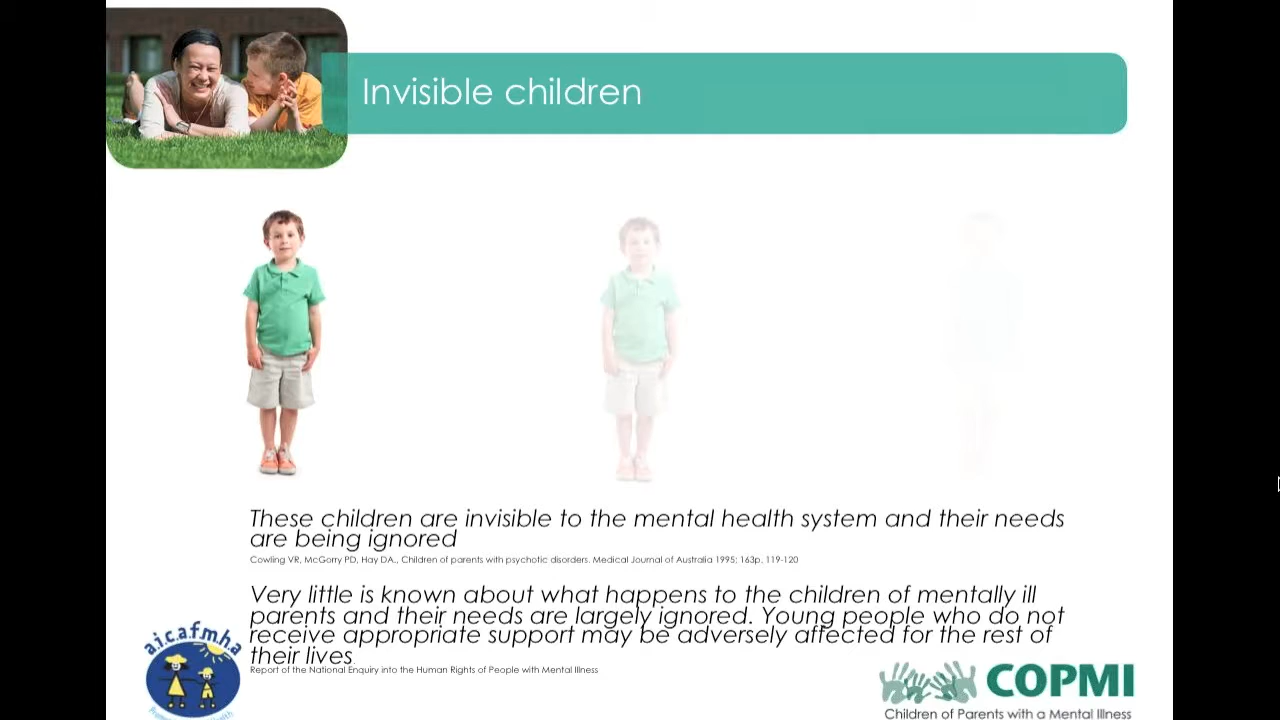 Invisible children
These children are invisible to the mental health system and their needs
are being ignored
Cowling VR, McGorry PD, Hay DA., Children of parents with psychotic disorders. Medical Journal of Australia 1995; 163p. 119-120
Very little is known about what happens to the children of mentally ill
parents and their needs are largely ignored. Young people who do not
receive appropriate support may be adversely affected for the rest of
their lives
Report of the National Enquiry into the Human Rights of People with Mental Illness
a.i.c.a.f.m.h.a
COPMI
Children of Parents with a Mental Illness